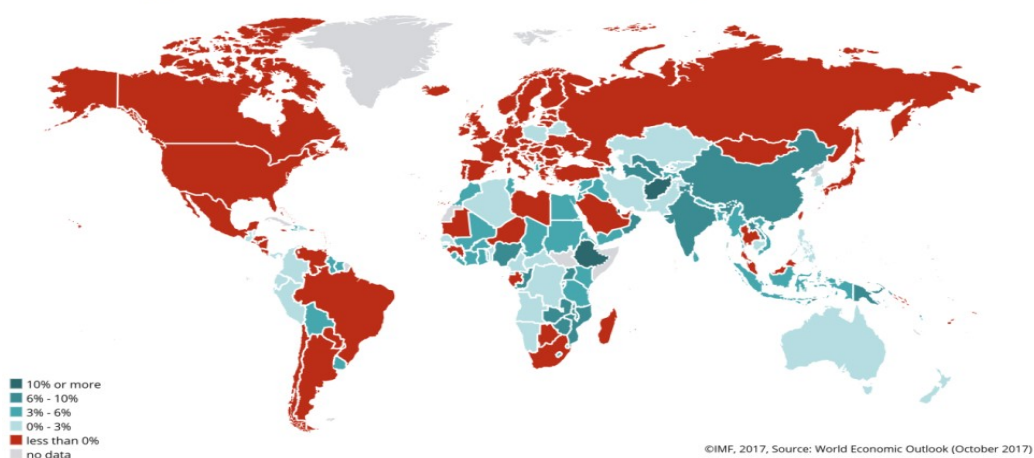 10% or more
6% - 10%
3% - 6%
0% - 3%
less than 0%
no data
©IMF, 2017, Source: World Economic Outlook (October 2017)